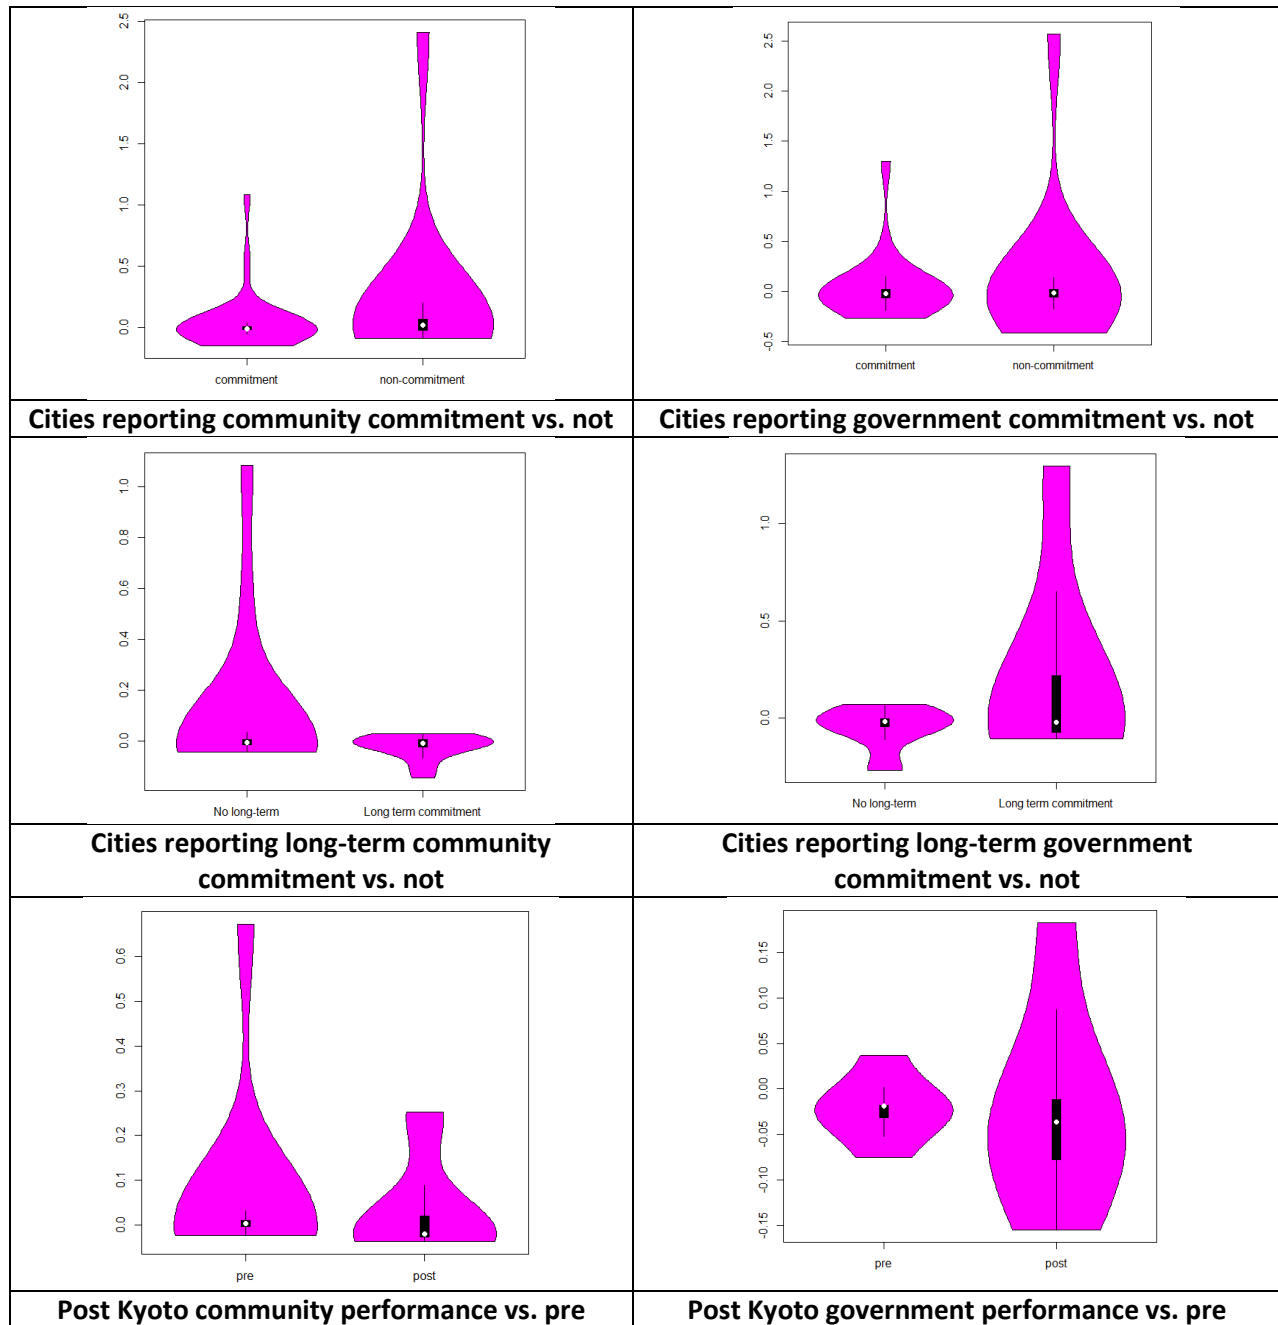 2.5
2.0
1.5
1.0
0.5
0.0
commitment non-commitment
Cities reporting community commitment vs. not
2.5
2.0
1.5
1.0
0.5
0.0
-0.5
commitment non-commitment
Cities reporting government commitment vs. not
1.0
0.8
0.6
0.4
0.2
0.0
No long-term Long term commitment
Cities reporting long-term community
commitment vs. not
1.0
0.5
0.0
No long-term Long term commitment
Cities reporting long-term government
commitment vs. not
0.6
0.5
0.4
0.3
0.2
0.1
0.0
pre post
Post Kyoto community performance vs. pre
0.15
0.10
0.05
0.00
-0.05
-0.10
-0.15
pre post
Post Kyoto government performance vs. pre